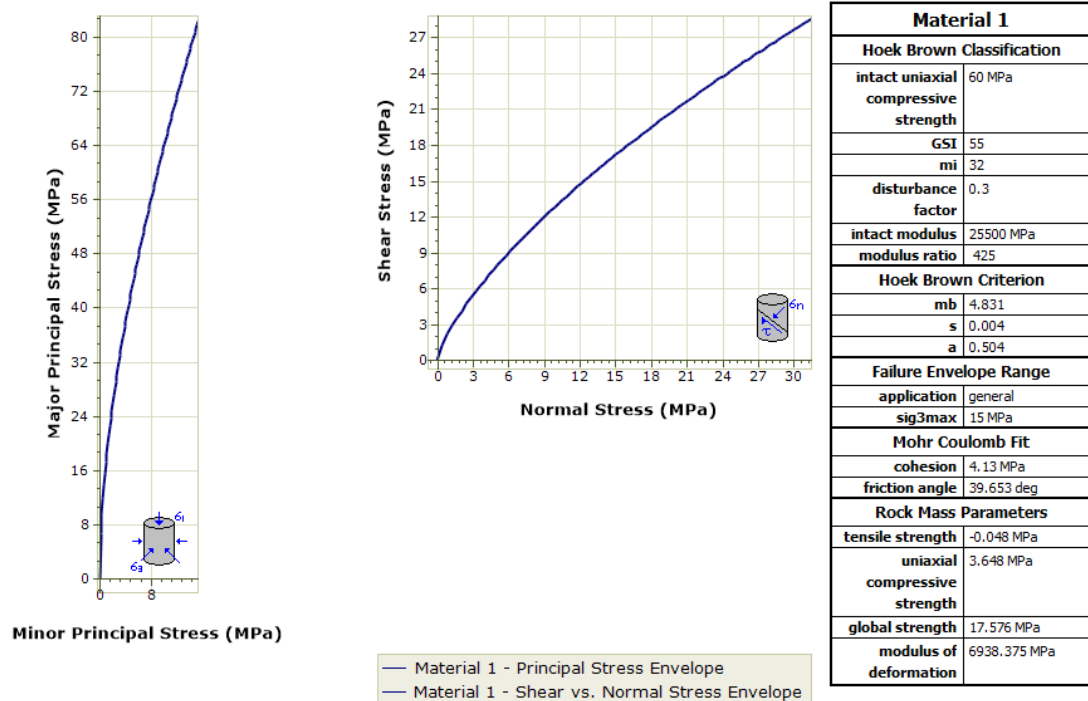 80
72
64
56
48
40
32
24
16
8
0
0 8
Major Principal Stress (MPa)
Minor Principal Stress (MPa)
σ1
σ3
27
24
21
18
15
12
9
6
3
0
0 3 6 9 12 15 18 21 24 27 30
Shear Stress (MPa)
Normal Stress (MPa)
σn
τ
Material 1 - Principal Stress Envelope
Material 1 - Shear vs. Normal Stress Envelope
Material 1
Hoek Brown Classification
intact uniaxial 60 MPa
compressive
strength
GSI 55
mi 32
disturbance 0.3
factor
intact modulus 25500 MPa
modulus ratio 425
Hoek Brown Criterion
mb 4.831
s 0.004
a 0.504
Failure Envelope Range
application general
sig3max 15 MPa
Mohr Coulomb Fit
cohesion 4.13 MPa
friction angle 39.653 deg
Rock Mass Parameters
tensile strength -0.048 MPa
uniaxial 3.648 MPa
compressive
strength
global strength 17.576 MPa
modulus of 6938.375 MPa
deformation